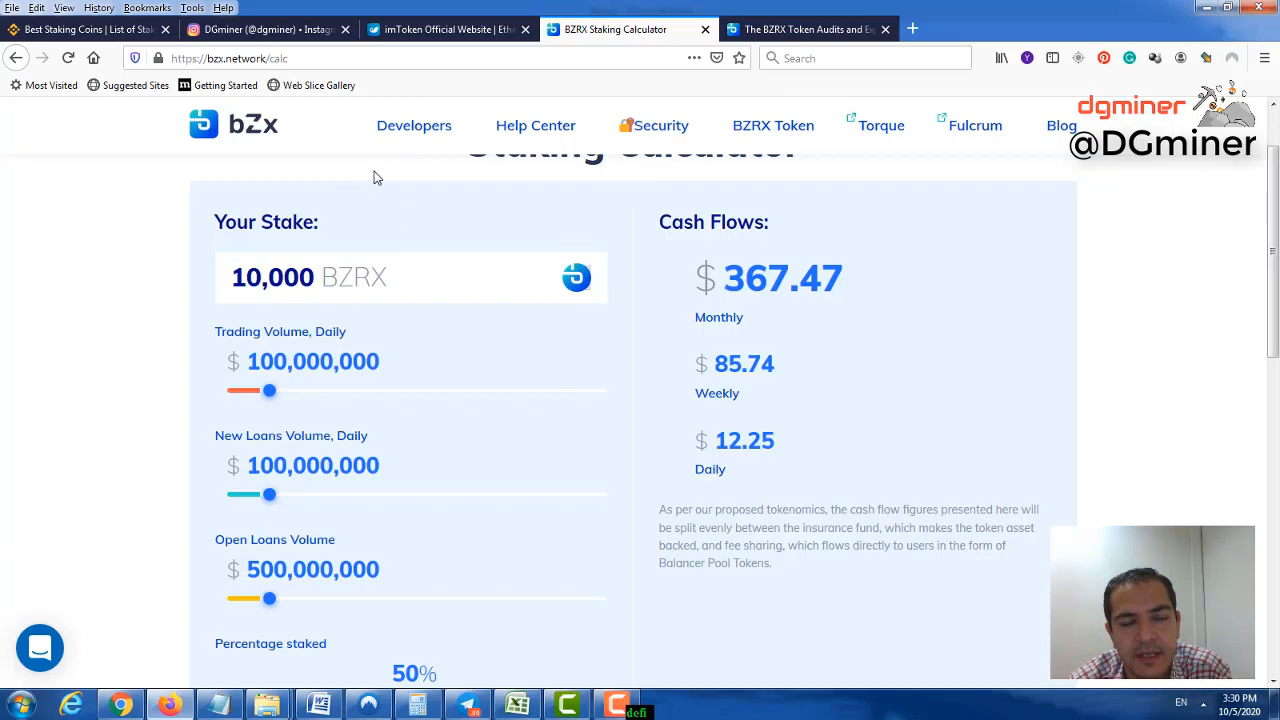 File Edit View History Bookmarks Tools Help
Best Staking Coins | List of Stak
DGminer (@dgminer) • Instagr
imToken Official Website | Ethe
BZRX Staking Calculator
The BZRX Token Audits and Exp
https://bzx.network/calc
Search
Most Visited Suggested Sites Getting Started Web Slice Gallery
dgminer
@DGminer
bZx
Developers Help Center Security BZRX Token Torque Fulcrum Blog
Staking Calculator
Your Stake:
10,000 BZRX
Trading Volume, Daily
$ 100,000,000
New Loans Volume, Daily
$ 100,000,000
Open Loans Volume
$ 500,000,000
Percentage staked
50%
Cash Flows:
$ 367.47
Monthly
$ 85.74
Weekly
$ 12.25
Daily
As per our proposed tokenomics, the cash flow figures presented here will
be split evenly between the insurance fund, which makes the token asset
backed, and fee sharing, which flows directly to users in the form of
Balancer Pool Tokens.
defi
EN
3:30 PM
10/5/2020